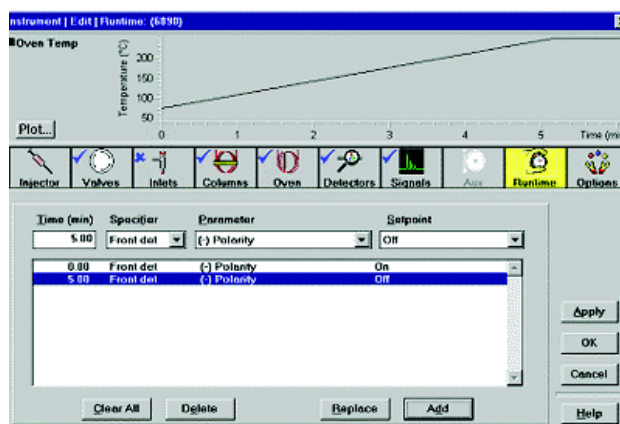 nstrument | Edit | Runtime: (6890)
Oven Temp
Temperature (°C)
200
150
100
50
0 1 2 3 4 5 Time (mi
Plot...
Injector Valves Inlets Columns Oven Detectors Signals Aux Runtime Options
Time (min) Specifier Parameter Setpoint
5.00 Front det (-) Polarity Off
0.00 Front det (-) Polarity On
5.00 Front det (-) Polarity Off
Apply
OK
Cancel
Clear All Delete Replace Add Help